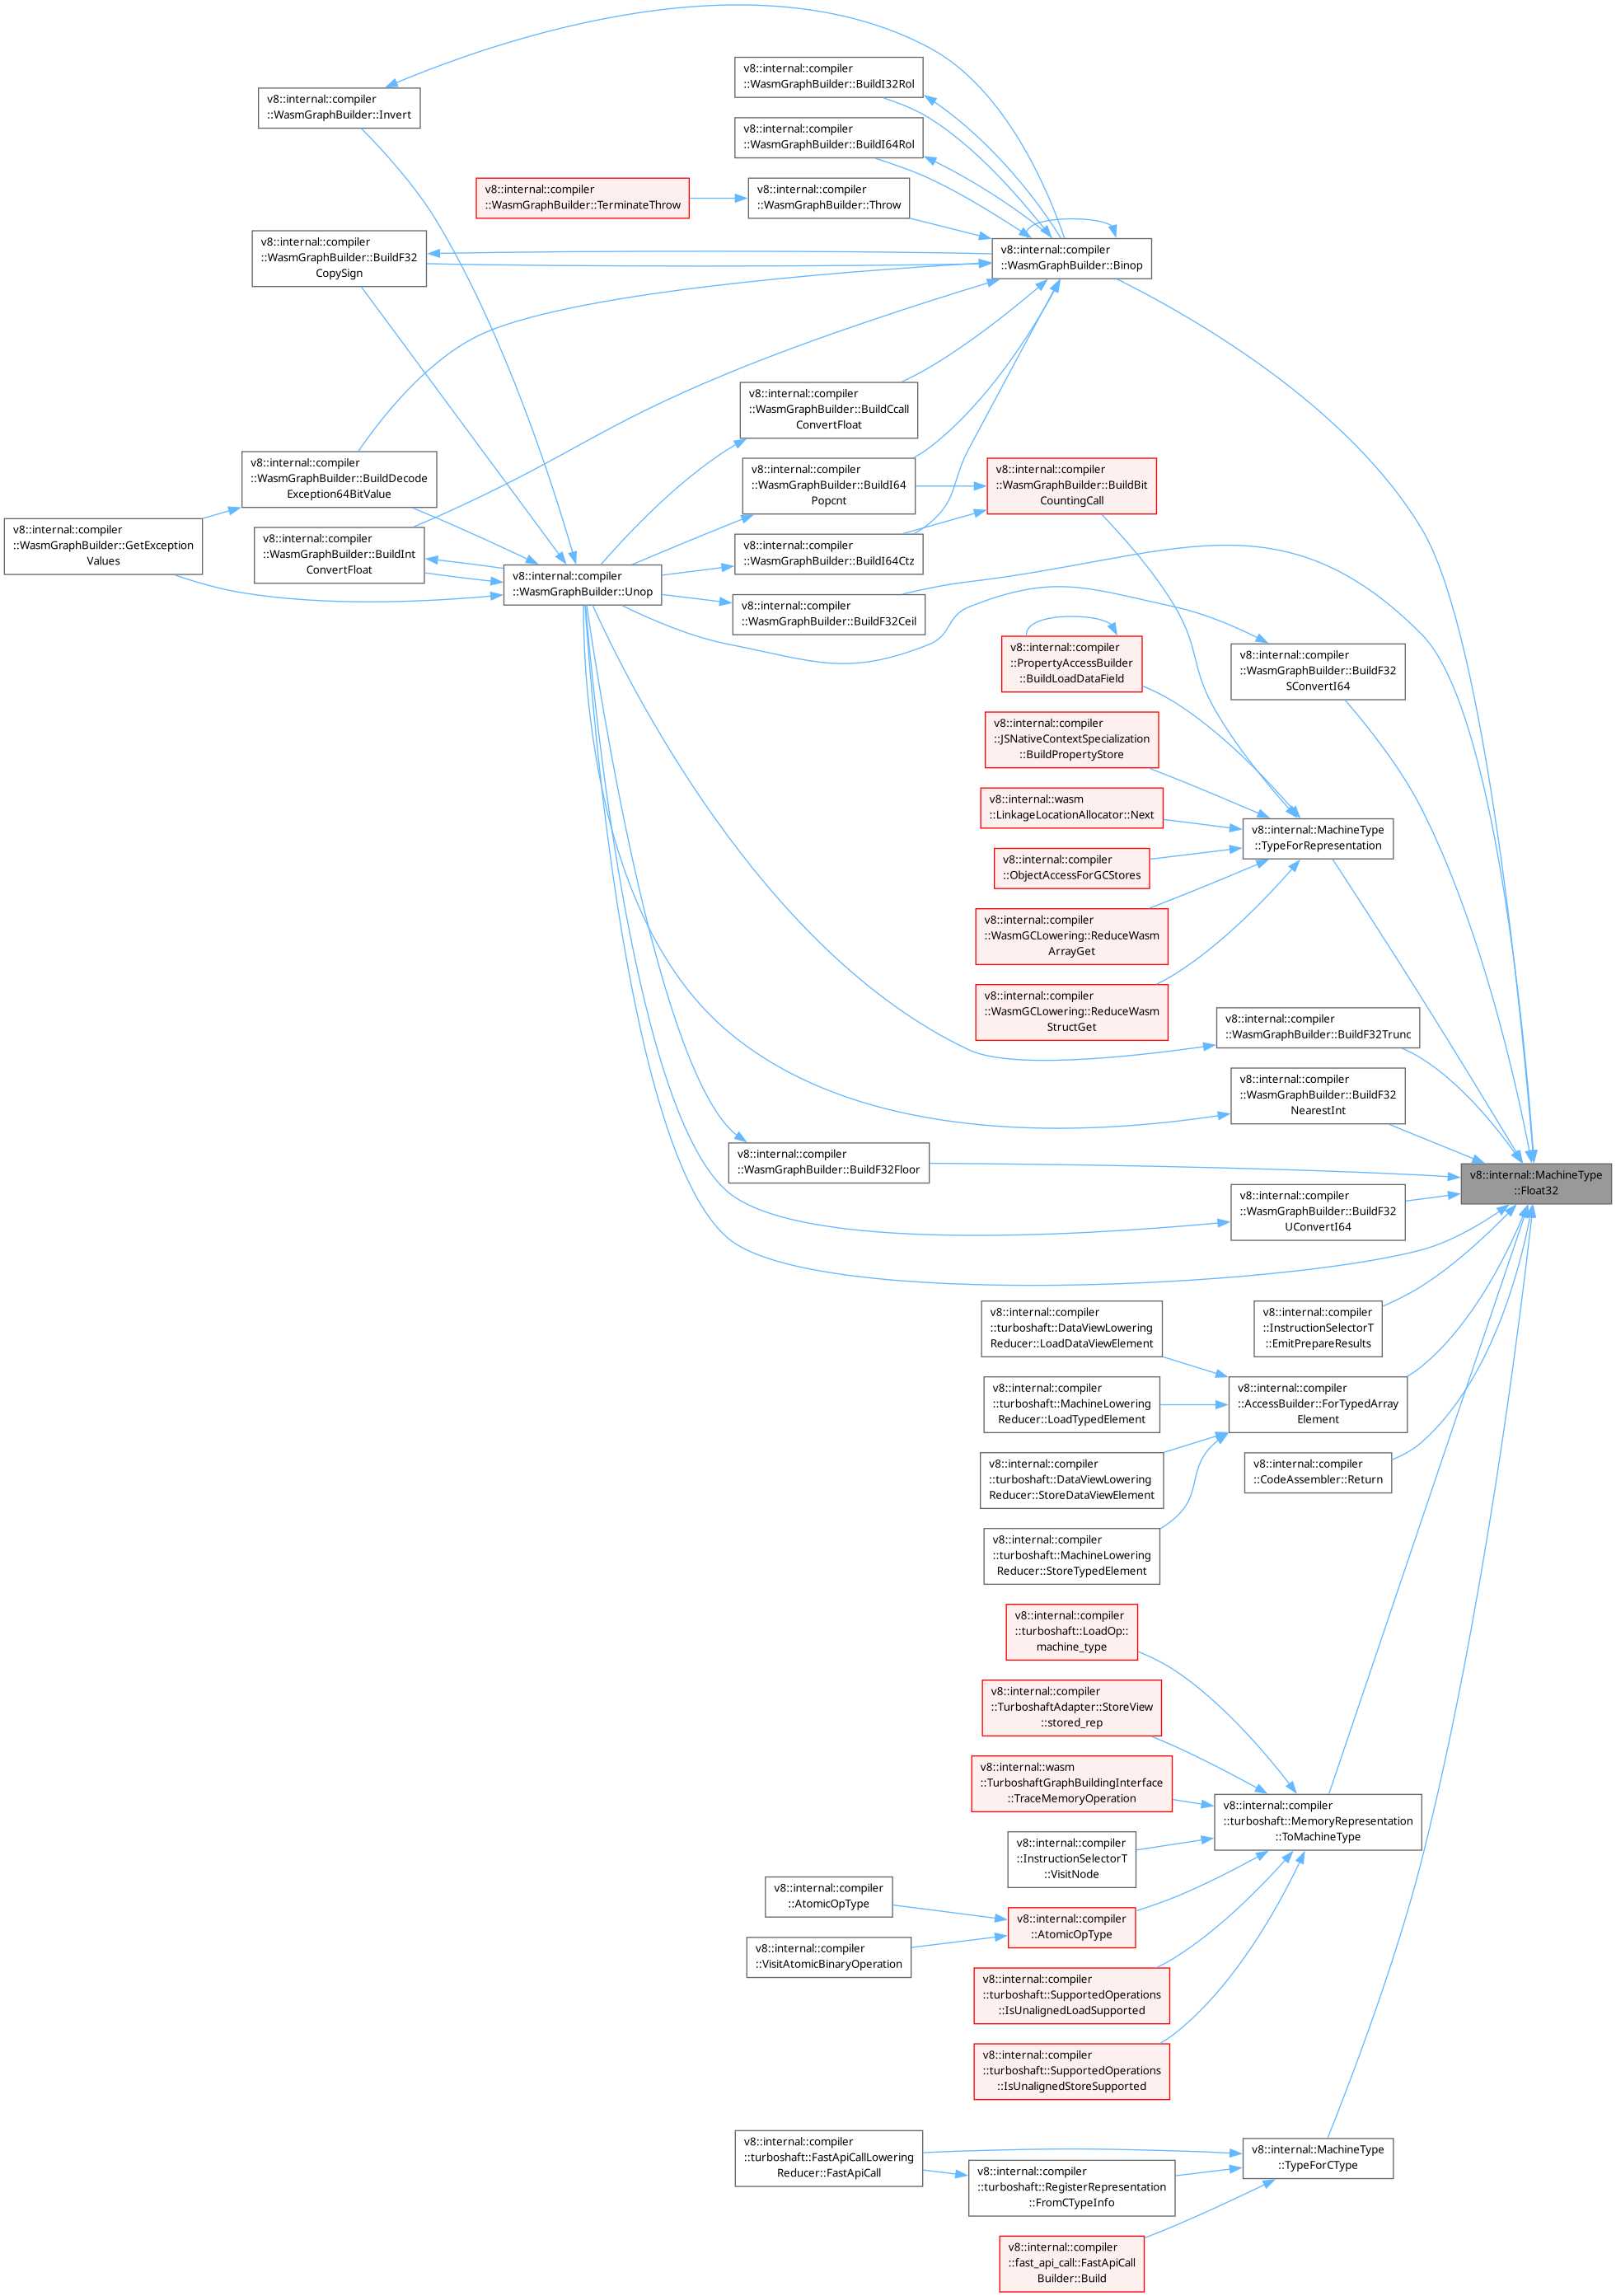 v8::internal::compiler
::WasmGraphBuilder::BuildI32Rol
v8::internal::compiler
::WasmGraphBuilder::Invert
v8::internal::compiler
::WasmGraphBuilder::BuildI64Rol
v8::internal::compiler
::WasmGraphBuilder::TerminateThrow
v8::internal::compiler
::WasmGraphBuilder::Throw
v8::internal::compiler
::WasmGraphBuilder::BuildF32
CopySign
v8::internal::compiler
::WasmGraphBuilder::Binop
v8::internal::compiler
::WasmGraphBuilder::BuildCcall
ConvertFloat
v8::internal::compiler
::WasmGraphBuilder::BuildDecode
Exception64BitValue
v8::internal::compiler
::WasmGraphBuilder::BuildI64
Popcnt
v8::internal::compiler
::WasmGraphBuilder::BuildBit
CountingCall
v8::internal::compiler
::WasmGraphBuilder::GetException
Values
v8::internal::compiler
::WasmGraphBuilder::BuildInt
ConvertFloat
v8::internal::compiler
::WasmGraphBuilder::BuildI64Ctz
v8::internal::compiler
::WasmGraphBuilder::Unop
v8::internal::compiler
::WasmGraphBuilder::BuildF32Ceil
v8::internal::compiler
::PropertyAccessBuilder
::BuildLoadDataField
v8::internal::compiler
::WasmGraphBuilder::BuildF32
SConvertI64
v8::internal::compiler
::JSNativeContextSpecialization
::BuildPropertyStore
v8::internal::wasm
::LinkageLocationAllocator::Next
v8::internal::MachineType
::TypeForRepresentation
v8::internal::compiler
::ObjectAccessForGCStores
v8::internal::compiler
::WasmGCLowering::ReduceWasm
ArrayGet
v8::internal::compiler
::WasmGCLowering::ReduceWasm
StructGet
v8::internal::compiler
::WasmGraphBuilder::BuildF32Trunc
v8::internal::compiler
::WasmGraphBuilder::BuildF32
NearestInt
v8::internal::compiler
::WasmGraphBuilder::BuildF32Floor
v8::internal::MachineType
::Float32
v8::internal::compiler
::WasmGraphBuilder::BuildF32
UConvertI64
v8::internal::compiler
::turboshaft::DataViewLowering
Reducer::LoadDataViewElement
v8::internal::compiler
::InstructionSelectorT
::EmitPrepareResults
v8::internal::compiler
::turboshaft::MachineLowering
Reducer::LoadTypedElement
v8::internal::compiler
::AccessBuilder::ForTypedArray
Element
v8::internal::compiler
::turboshaft::DataViewLowering
Reducer::StoreDataViewElement
v8::internal::compiler
::CodeAssembler::Return
v8::internal::compiler
::turboshaft::MachineLowering
Reducer::StoreTypedElement
v8::internal::compiler
::turboshaft::LoadOp::
machine_type
v8::internal::compiler
::TurboshaftAdapter::StoreView
::stored_rep
v8::internal::wasm
::TurboshaftGraphBuildingInterface
::TraceMemoryOperation
v8::internal::compiler
::turboshaft::MemoryRepresentation
::ToMachineType
v8::internal::compiler
::InstructionSelectorT
::VisitNode
v8::internal::compiler
::AtomicOpType
v8::internal::compiler
::AtomicOpType
v8::internal::compiler
::VisitAtomicBinaryOperation
v8::internal::compiler
::turboshaft::SupportedOperations
::IsUnalignedLoadSupported
v8::internal::compiler
::turboshaft::SupportedOperations
::IsUnalignedStoreSupported
v8::internal::compiler
::turboshaft::FastApiCallLowering
Reducer::FastApiCall
v8::internal::MachineType
::TypeForCType
v8::internal::compiler
::turboshaft::RegisterRepresentation
::FromCTypeInfo
v8::internal::compiler
::fast_api_call::FastApiCall
Builder::Build